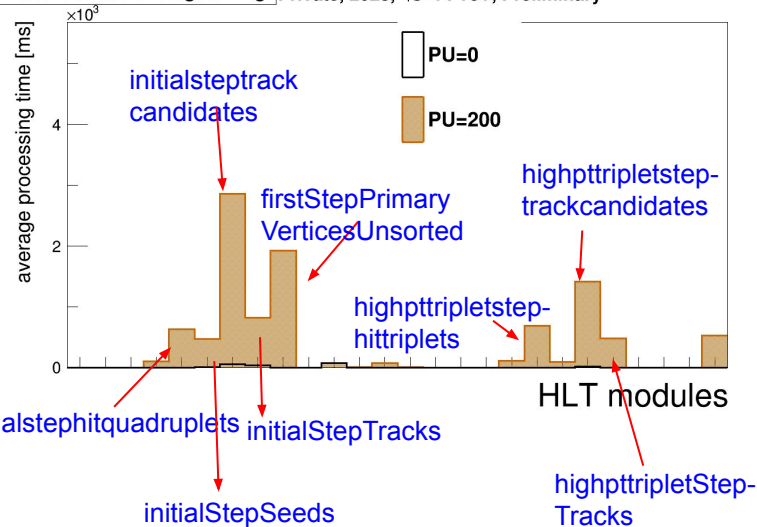 ×10³
average processing time [ms]
PU=0
PU=200
4
2
0
initialsteptrack
candidates
firstStepPrimary
VerticesUnsorted
highpttripletstep-
trackcandidates
highpttripletstep-
hittriplets
HLT modules
alstephitquadruplets
initialStepTracks
initialStepSeeds
highpttripletStep-
Tracks